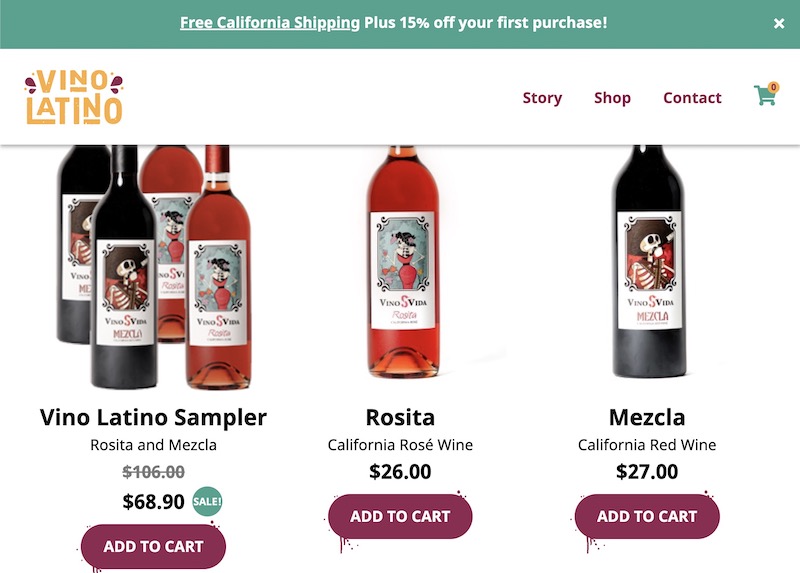 Free California Shipping Plus 15% off your first purchase!
×
VINO
LATINO
Story
Shop
Contact
0
VINO S VIDA
MEZCLA
VINO S VIDA
Rosita
VINO S VIDA
Rosita
CALIFORNIA ROSÉ WINE
VINO S VIDA
MEZCLA
Vino Latino Sampler
Rosita and Mezcla
$106.00
$68.90
SALE!
ADD TO CART
Rosita
California Rosé Wine
$26.00
ADD TO CART
Mezcla
California Red Wine
$27.00
ADD TO CART